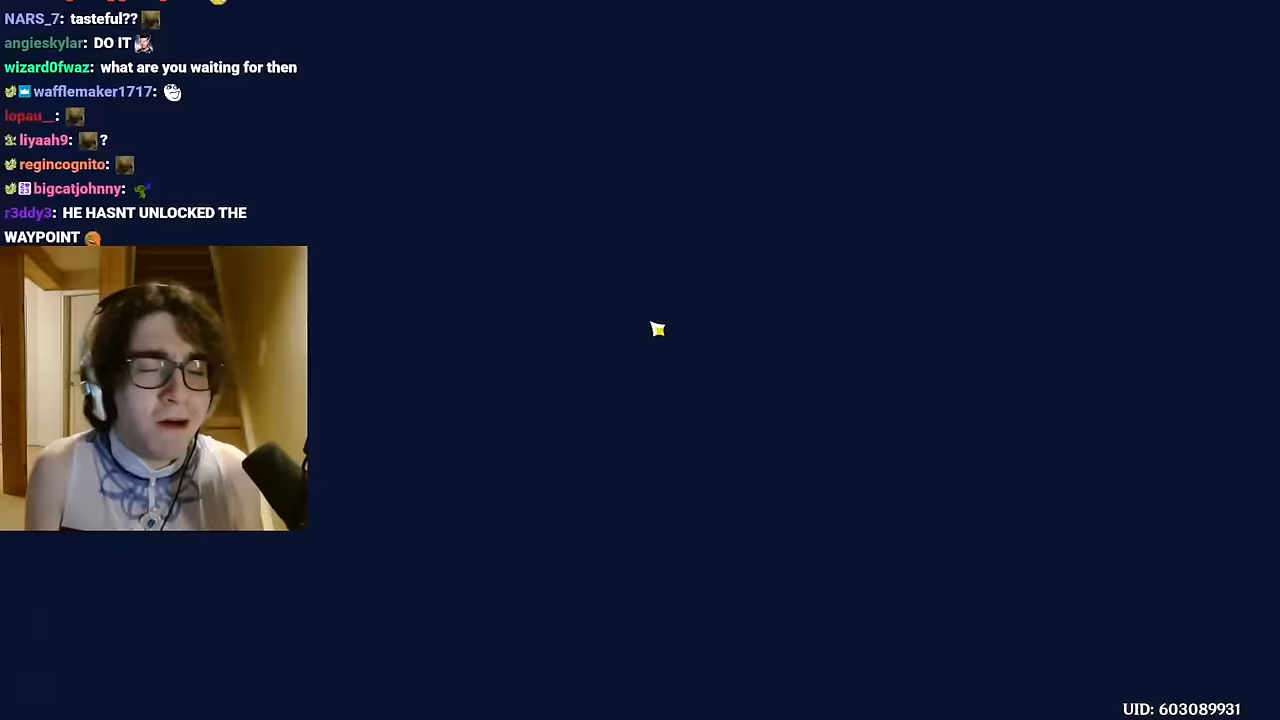 NARS_7: tasteful??
angieskylar: DO IT
wizard0fwaz: what are you waiting for then
wafflemaker1717:
lopau__:
liyaah9: ?
regincognito:
bigcatjohnny:
r3ddy3: HE HASNT UNLOCKED THE
WAYPOINT
UID: 603089931